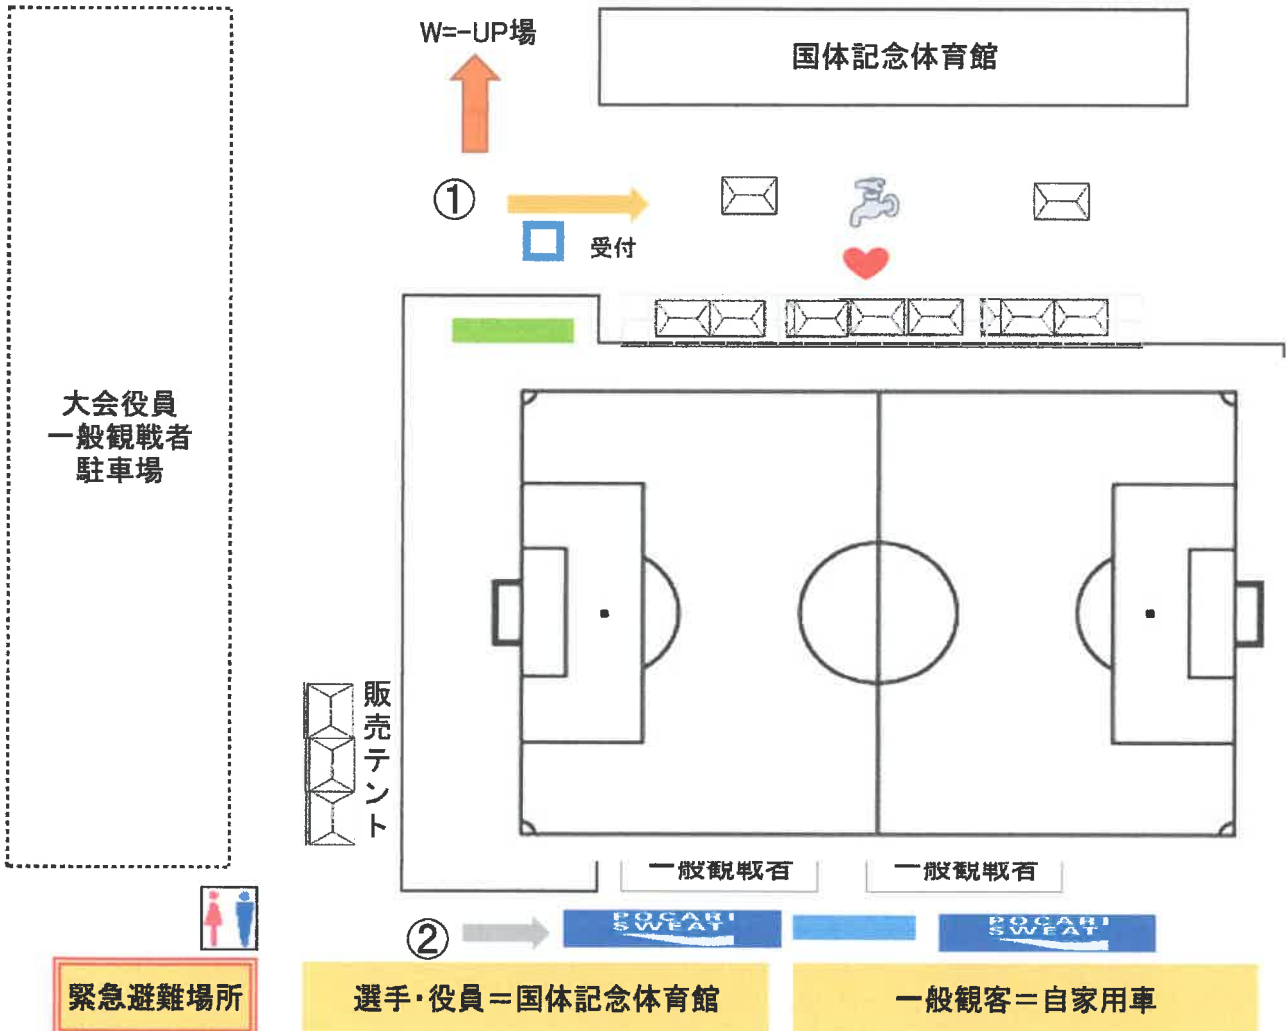 W=-UP場
国体記念体育館
①
受付
大会役員
一般観戦者
駐車場
販売テント
一般観戦者
一般観戦者
②
POCARI
SWEAT
POCARI
SWEAT
緊急避難場所
選手・役員＝国体記念体育館
一般観客＝自家用車